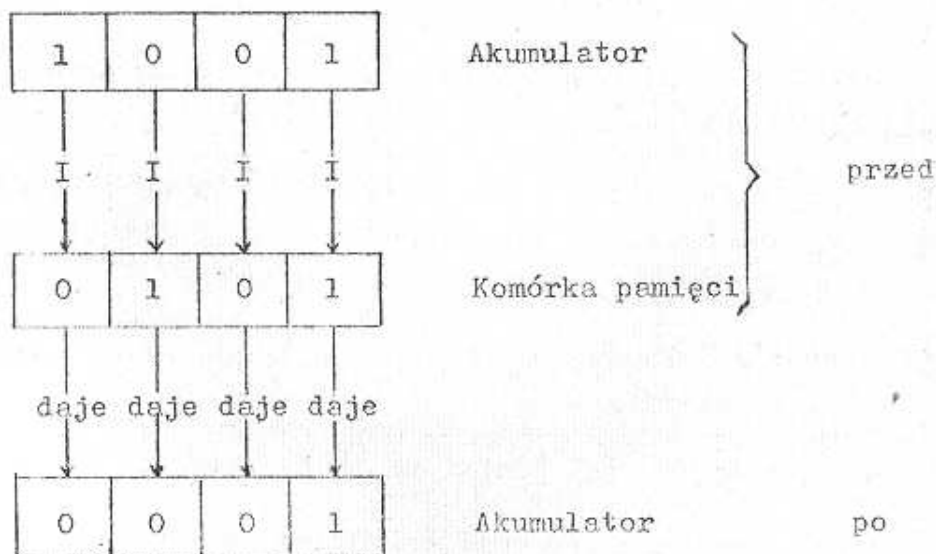 1 0 0 1 Akumulator
I I I I przed
0 1 0 1 Komórka pamięci
daje daje daje daje
0 0 0 1 Akumulator po